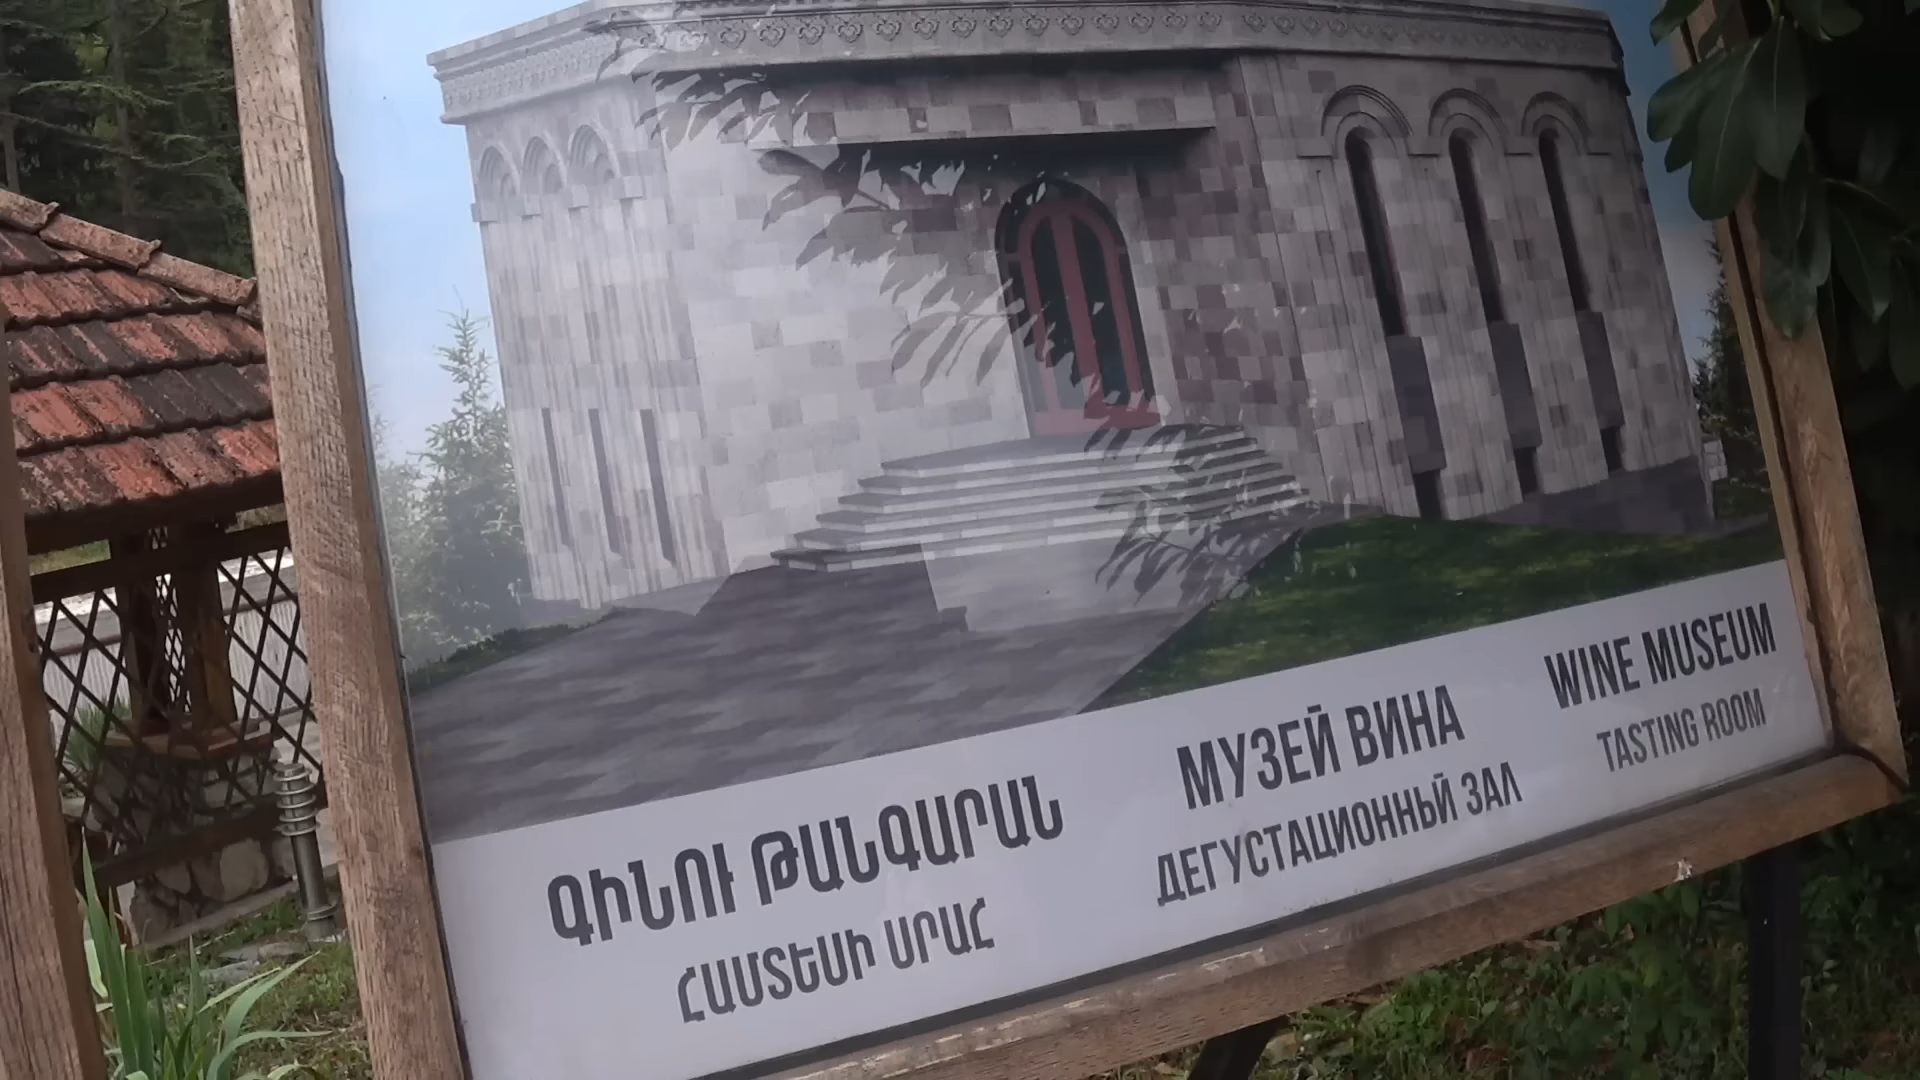 ԳԻՆՈՒ ԹԱՆԳԱՐԱՆ
ՀԱՄՏԵՍԻ ՍՐԱՀ
МУЗЕЙ ВИНА
ДЕГУСТАЦИОННЫЙ ЗАЛ
WINE MUSEUM
TASTING ROOM